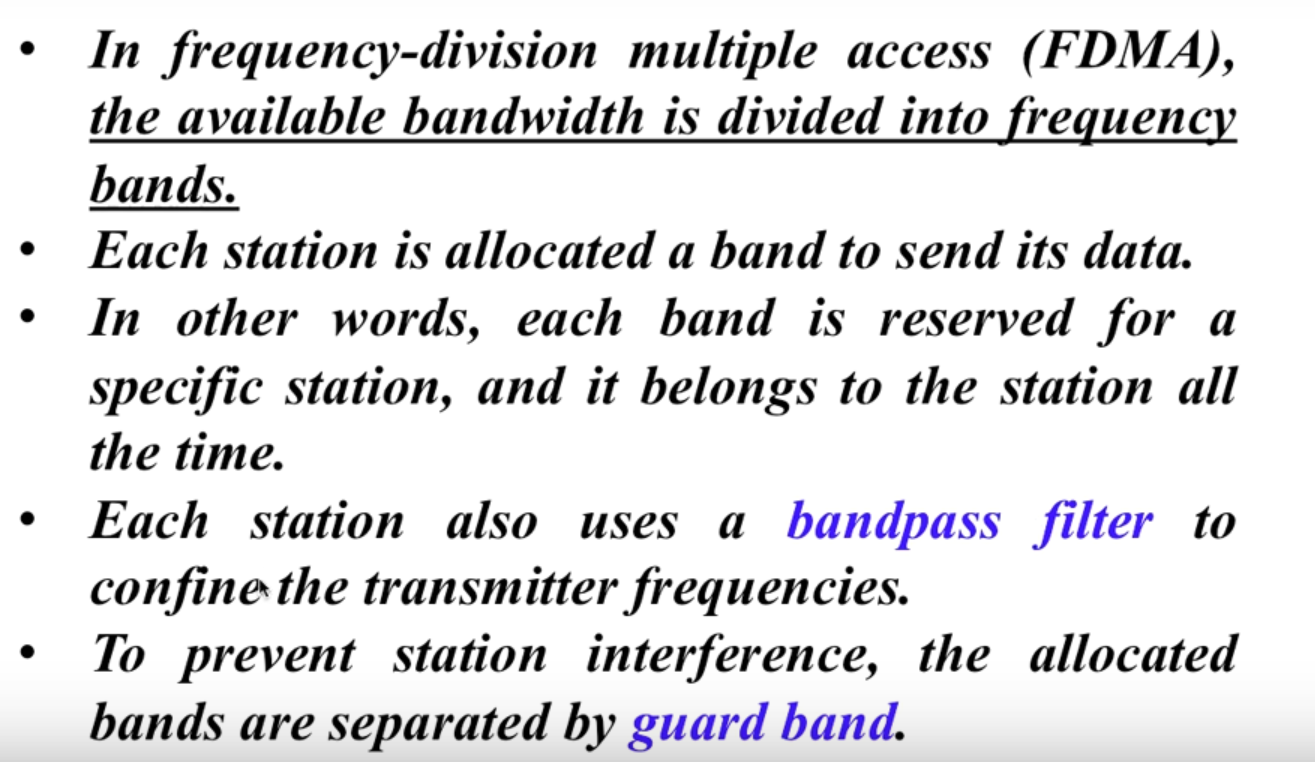 • In frequency-division multiple access (FDMA),
the available bandwidth is divided into frequency
bands.
• Each station is allocated a band to send its data.
• In other words, each band is reserved for a
specific station, and it belongs to the station all
the time.
• Each station also uses a bandpass filter to
confine the transmitter frequencies.
• To prevent station interference, the allocated
bands are separated by guard band.